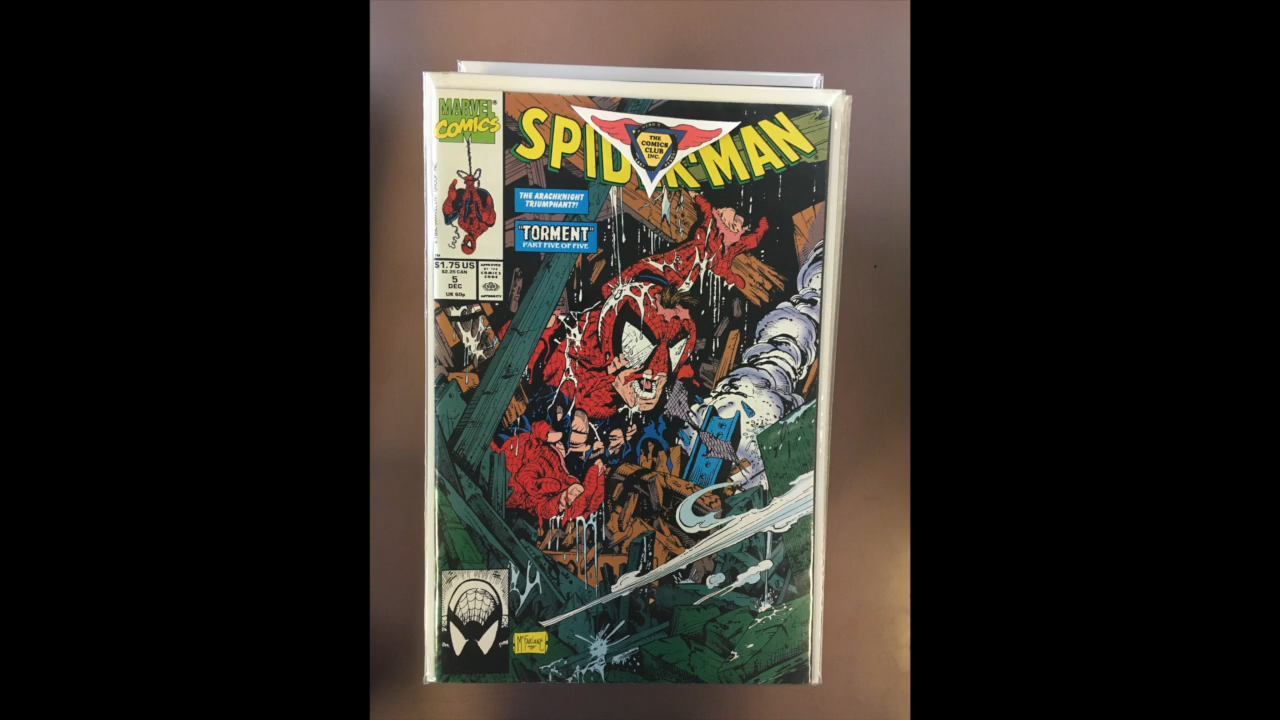 MARVEL®
COMICS
SPIDER-MAN
THE
COMICS
CLUB
INC.
THE ARACHKNIGHT
TRIUMPHANT?!
"TORMENT"
PART FIVE OF FIVE
$1.75 US
$2.25 CAN
5
DEC
UK 80p
APPROVED
BY THE
COMICS
CODE
AUTHORITY
McFARLANE